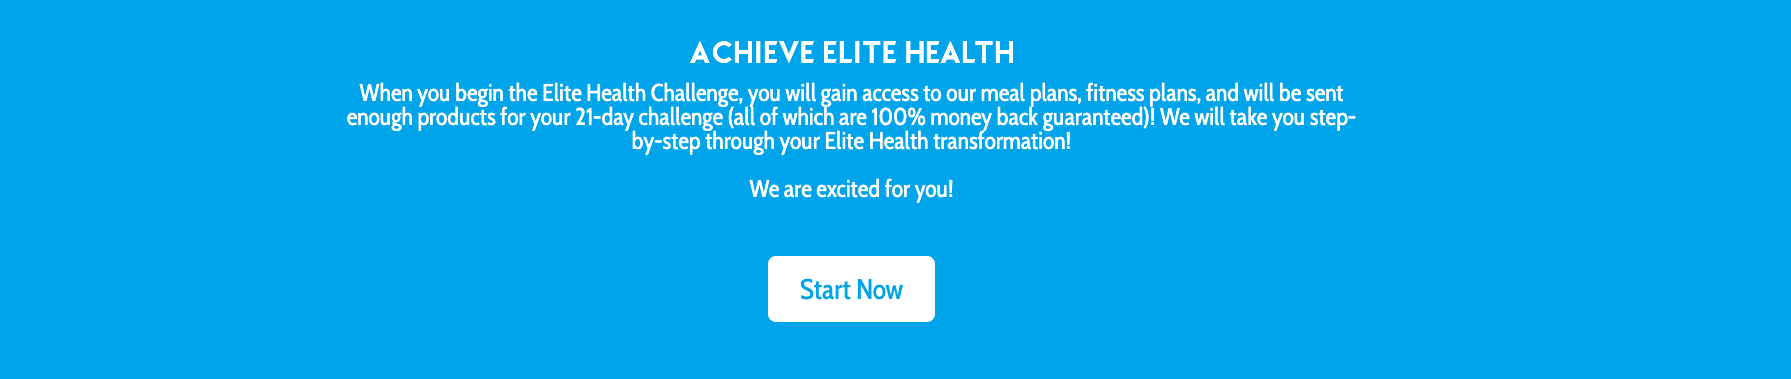 ACHIEVE ELITE HEALTH
When you begin the Elite Health Challenge, you will gain access to our meal plans, fitness plans, and will be sent
enough products for your 21-day challenge (all of which are 100% money back guaranteed)! We will take you step-
by-step through your Elite Health transformation!
We are excited for you!
Start Now